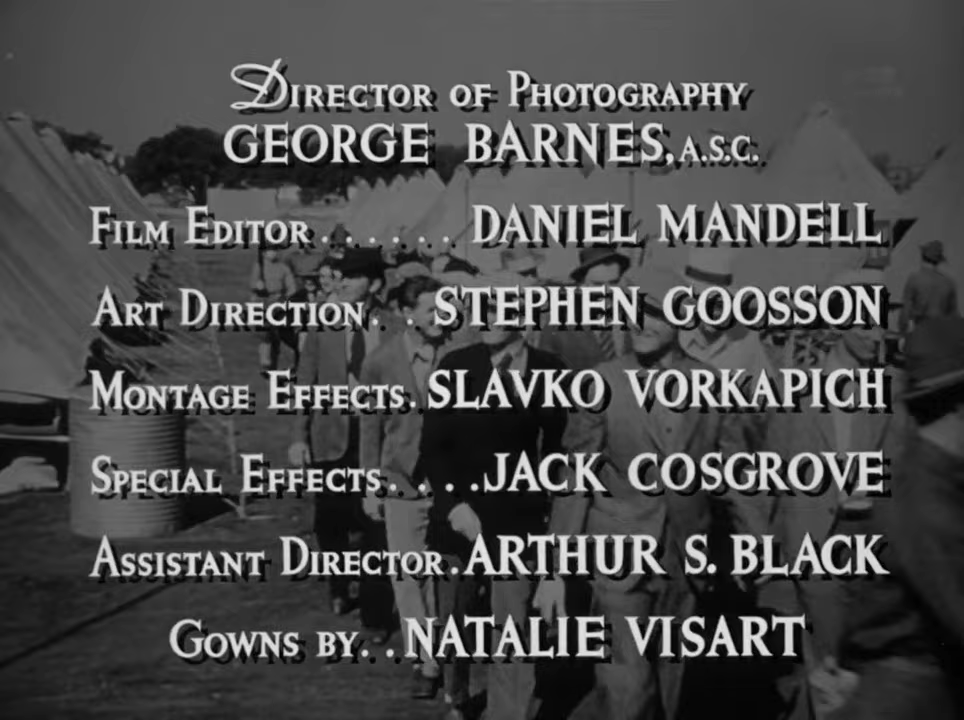 Director of Photography
GEORGE BARNES, A.S.C.
Film Editor...... DANIEL MANDELL
Art Direction.. STEPHEN GOOSSON
Montage Effects. SLAVKO VORKAPICH
Special Effects....JACK COSGROVE
Assistant Director.ARTHUR S. BLACK
Gowns by...NATALIE VISART